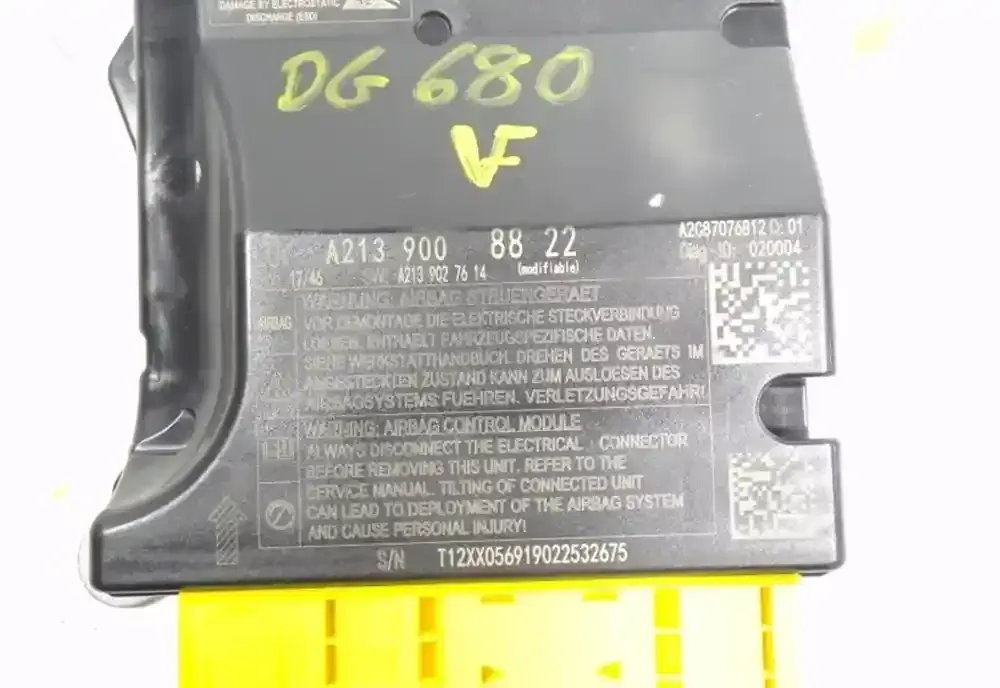 DAMAGE BY ELECTROSTATIC
DISCHARGE (ESD)
DG 680
VF
A2C87076812 01
A213 900 88 22
Diag-ID: 020004
17/46 A213 902 76 14 (modifiable)
WARNING: AIRBAG STEUERGERAET
AIRBAG
VOR DEMONTAGE DIE ELEKTRISCHE STECKVERBINDUNG
LOESEN. ENTHAELT FAHRZEUGSPEZIFISCHE DATEN.
SIEHE WERKSTATTHANDBUCH. DREHEN DES GERAETS IM
ANGESTECKTEN ZUSTAND KANN ZUM AUSLOESEN DES
AIRBAGSYSTEMS FUEHREN. VERLETZUNGSGEFAHR!
WARNING: AIRBAG CONTROL MODULE
ALWAYS DISCONNECT THE ELECTRICAL CONNECTOR
BEFORE REMOVING THIS UNIT. REFER TO THE
SERVICE MANUAL. TILTING OF CONNECTED UNIT
CAN LEAD TO DEPLOYMENT OF THE AIRBAG SYSTEM
AND CAUSE PERSONAL INJURY!
S/N T12XX056919022532675